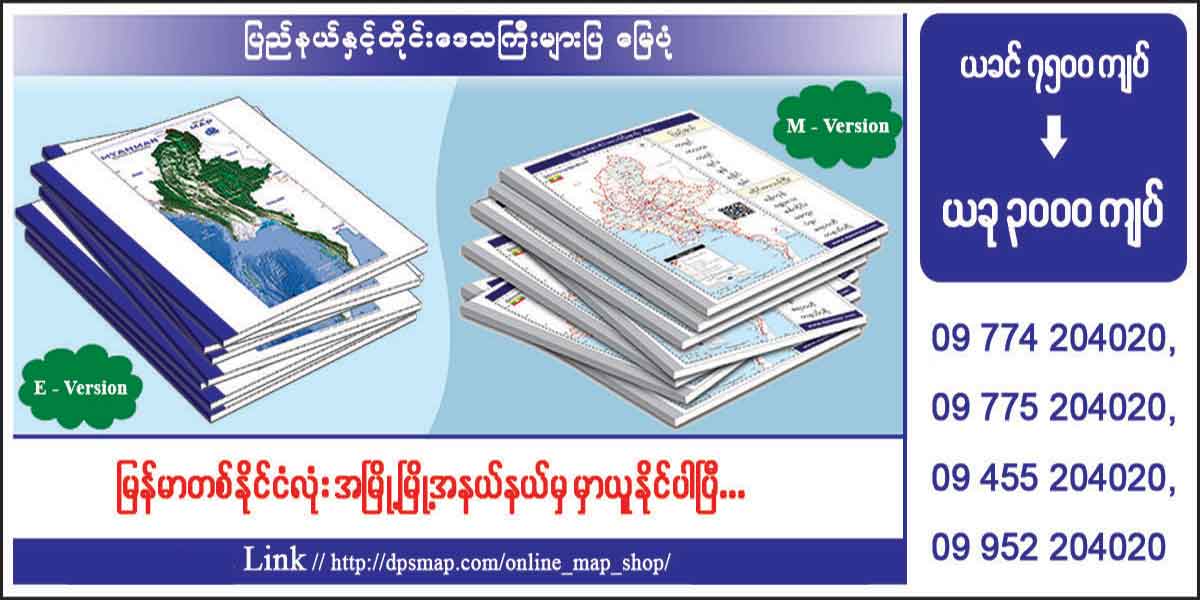 ပြည်နယ်နှင့်တိုင်းဒေသကြီးများပြ မြေပုံ
MYANMAR
MAP
E - Version
M - Version
မြန်မာတစ်နိုင်ငံလုံး အမြို့မြို့အနယ်နယ်မှ မှာယူနိုင်ပါပြီ...
Link // http://dpsmap.com/online_map_shop/
ယခင် ၇၅၀၀ ကျပ်
ယခု ၃၀၀၀ ကျပ်
09 774 204020,
09 775 204020,
09 455 204020,
09 952 204020